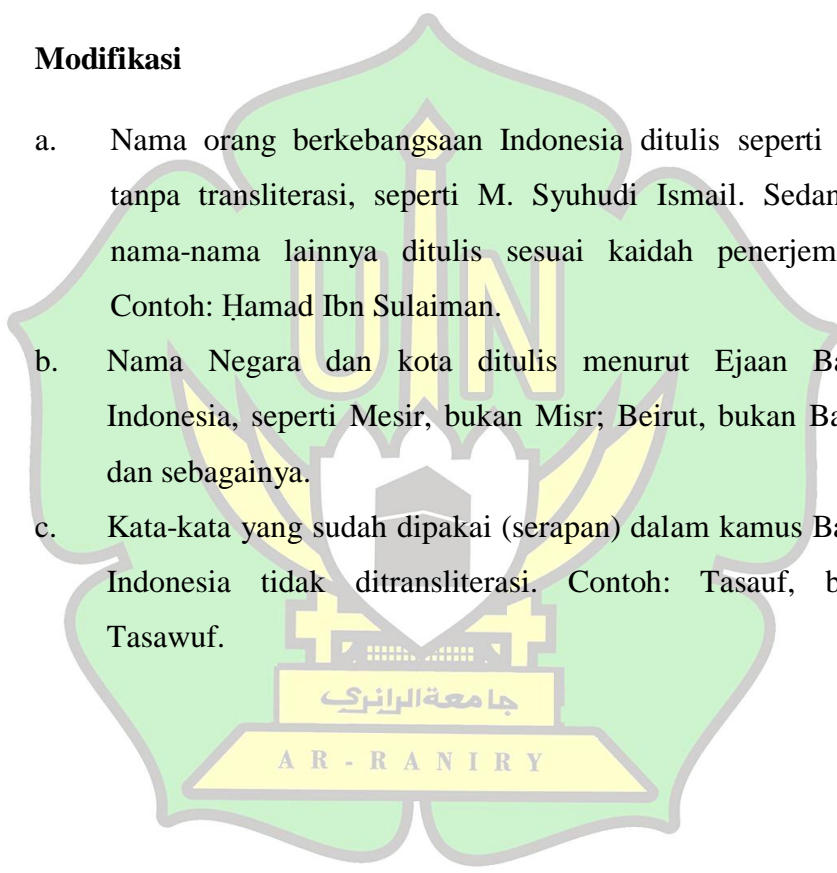 Modifikasi
a. Nama orang berkebangsaan Indonesia ditulis seperti
tanpa transliterasi, seperti M. Syuhudi Ismail. Sedan
nama-nama lainnya ditulis sesuai kaidah penerjem
Contoh: Ḥamad Ibn Sulaiman.
b. Nama Negara dan kota ditulis menurut Ejaan Ba
Indonesia, seperti Mesir, bukan Misr; Beirut, bukan Ba
dan sebagainya.
c. Kata-kata yang sudah dipakai (serapan) dalam kamus Ba
Indonesia tidak ditransliterasi. Contoh: Tasauf, b
Tasawuf.
UIN
جامعةالرانري
AR-RANIRY